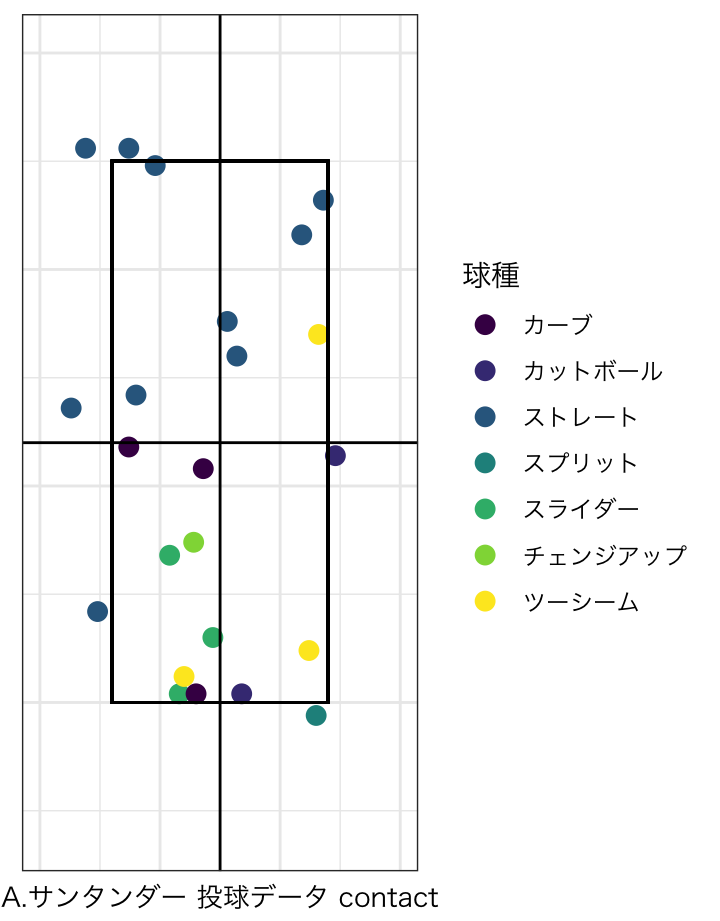 球種
カーブ
カットボール
ストレート
スプリット
スライダー
チェンジアップ
ツーシーム
A.サンタンダー 投球データ contact